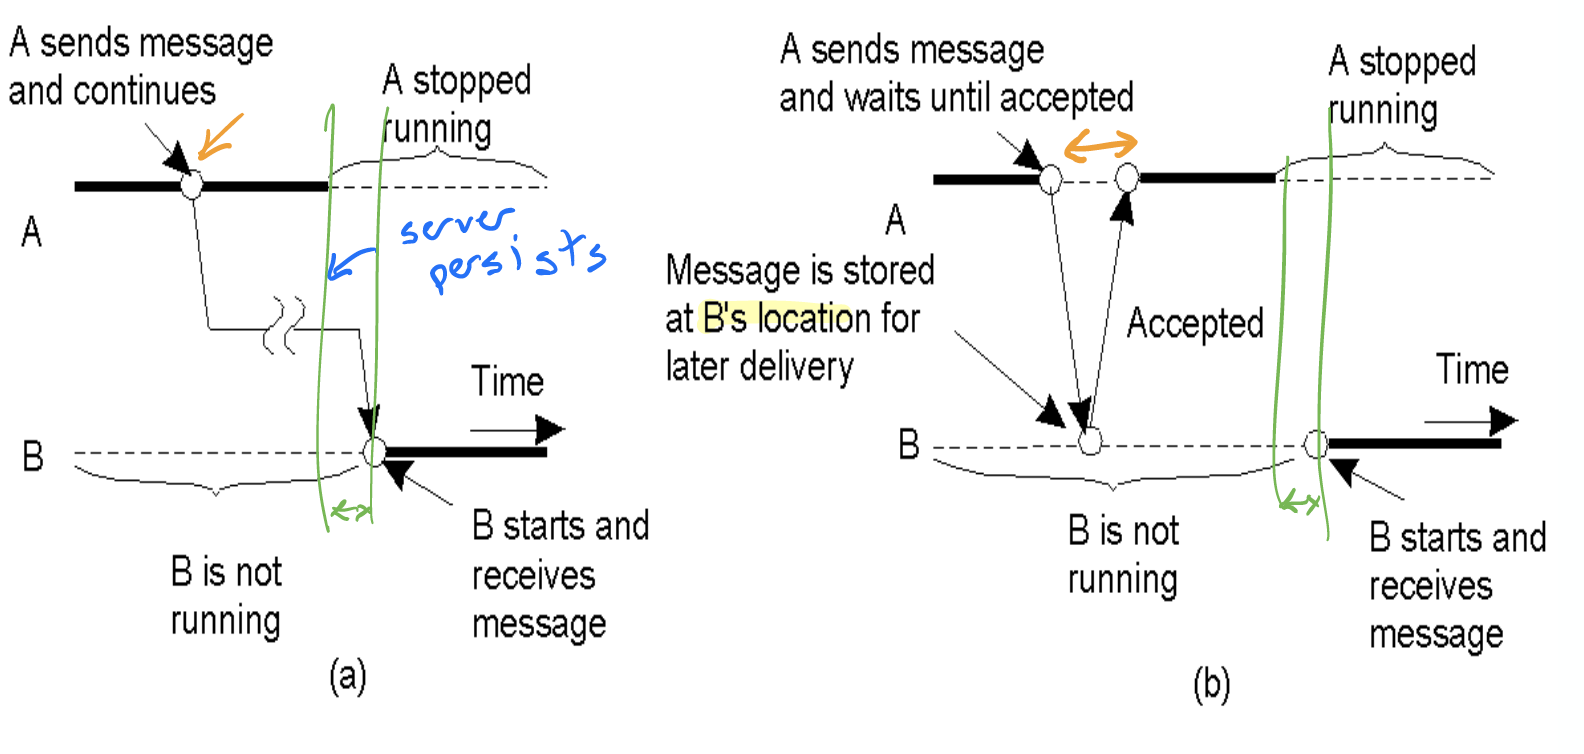 A sends message
and continues
A stopped
running
A
server
persists
Time
B
B starts and
receives
message
B is not
running
(a)
A sends message
and waits until accepted
A stopped
running
A
Message is stored
at B's location for
later delivery
Accepted
Time
B
B is not
running
B starts and
receives
message
(b)